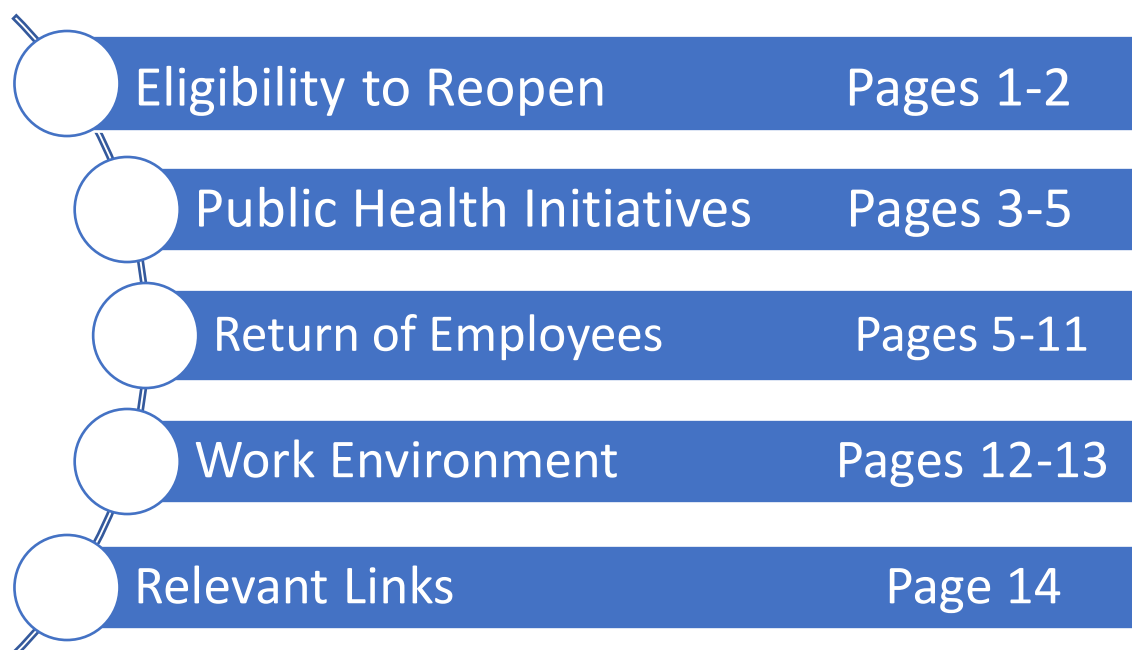 Eligibility to Reopen Pages 1-2
Public Health Initiatives Pages 3-5
Return of Employees Pages 5-11
Work Environment Pages 12-13
Relevant Links Page 14